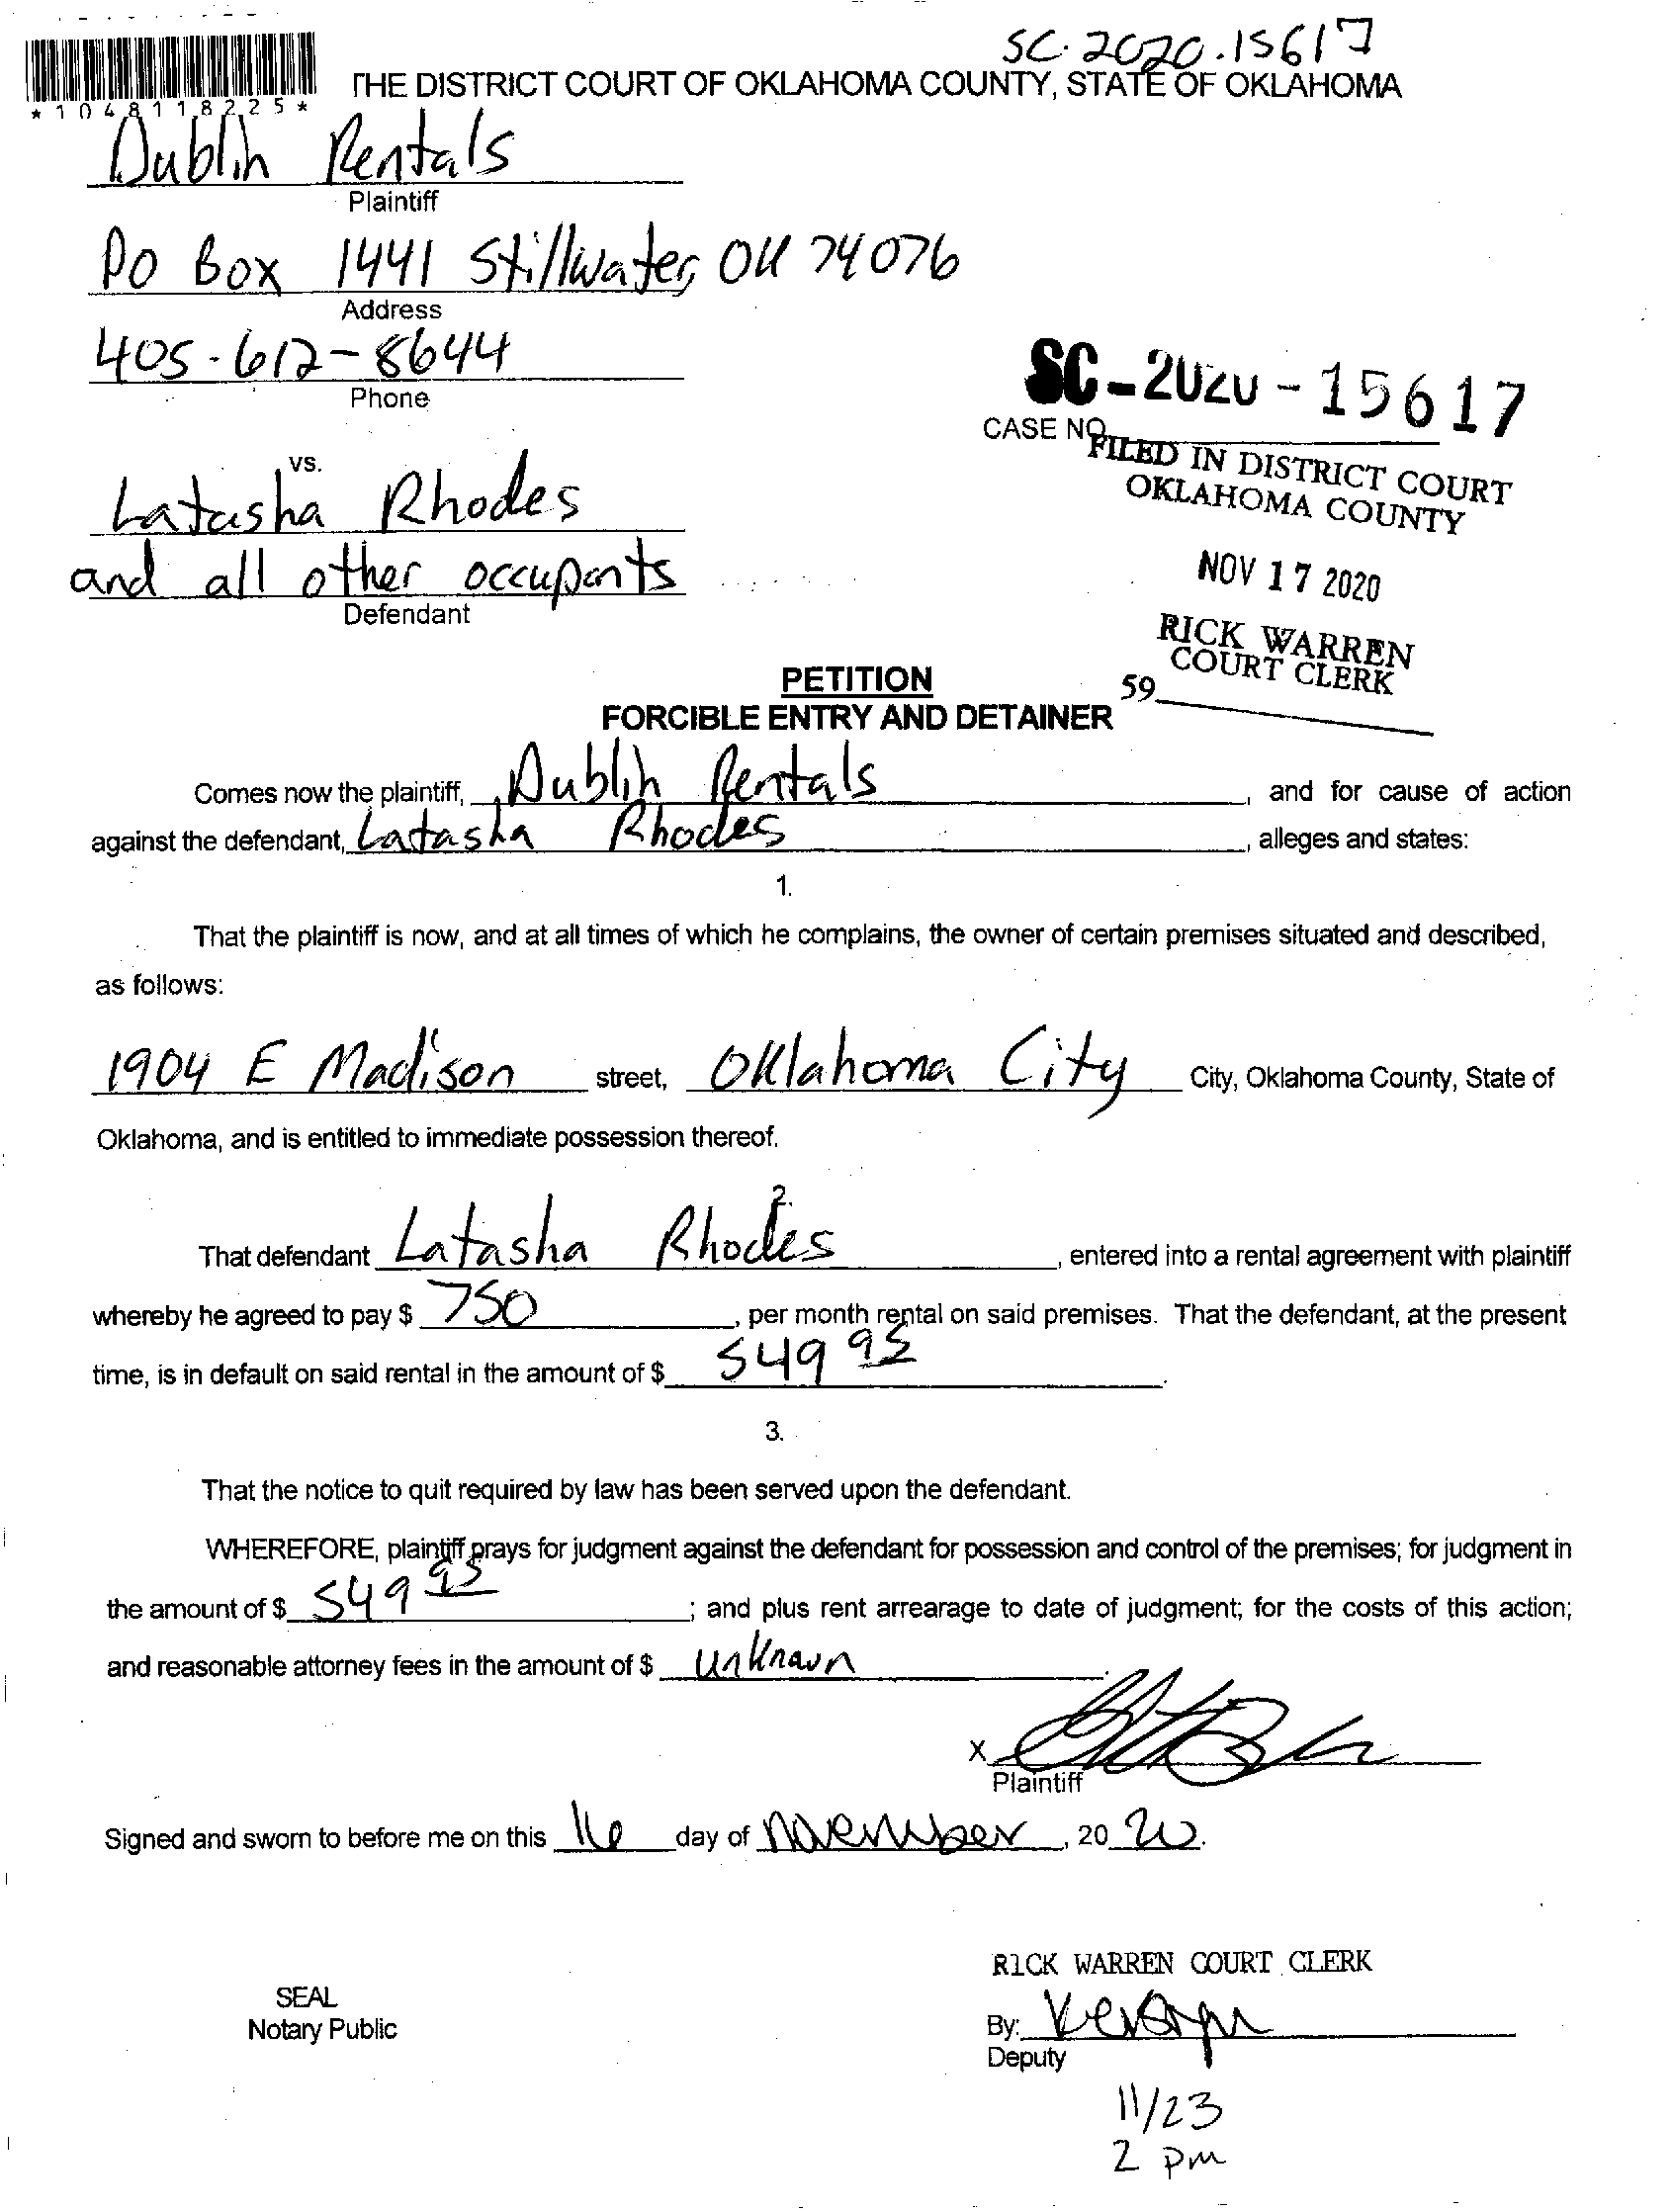 SC-2020-15617
*1048118225*
THE DISTRICT COURT OF OKLAHOMA COUNTY, STATE OF OKLAHOMA
Dublin Rentals
Plaintiff
PO Box 1441 Stillwater, OK 74076
Address
405-612-8644
Phone
SC-2020-15617
CASE NO.
FILED IN DISTRICT COURT
OKLAHOMA COUNTY
vs.
Latasha Rhodes
and all other occupants
Defendant
NOV 17 2020
RICK WARREN
COURT CLERK
59
PETITION
FORCIBLE ENTRY AND DETAINER
Comes now the plaintiff, Dublin Rentals, and for cause of action
against the defendant, Latasha Rhodes, alleges and states:
1.
That the plaintiff is now, and at all times of which he complains, the owner of certain premises situated and described,
as follows:
1904 E Madison street, Oklahoma City City, Oklahoma County, State of
Oklahoma, and is entitled to immediate possession thereof.
2.
That defendant Latasha Rhodes, entered into a rental agreement with plaintiff
whereby he agreed to pay $ 750, per month rental on said premises. That the defendant, at the present
time, is in default on said rental in the amount of $ 549 95.
3.
That the notice to quit required by law has been served upon the defendant.
WHEREFORE, plaintiff prays for judgment against the defendant for possession and control of the premises; for judgment in
the amount of $ 549 95; and plus rent arrearage to date of judgment; for the costs of this action;
and reasonable attorney fees in the amount of $ unknown.
X
Plaintiff
Signed and sworn to before me on this 16 day of November, 2020.
RICK WARREN COURT CLERK
SEAL
Notary Public
By:
Deputy
11/23
2 pm